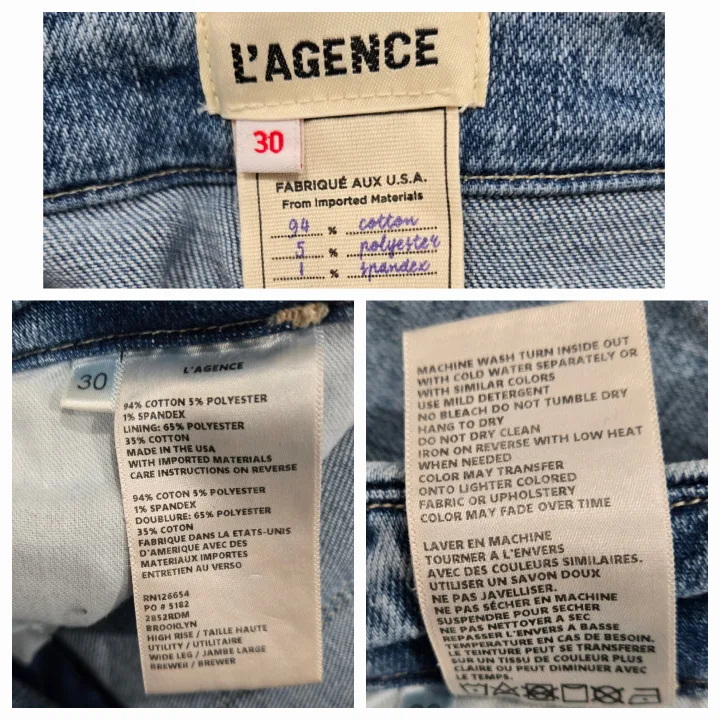 L'AGENCE
30
FABRIQUÉ AUX U.S.A.
From Imported Materials
94 % cotton
5 % polyester
1 % spandex
30
L'AGENCE
94% COTTON 5% POLYESTER
1% SPANDEX
LINING: 65% POLYESTER
35% COTTON
MADE IN THE USA
WITH IMPORTED MATERIALS
CARE INSTRUCTIONS ON REVERSE
94% COTON 5% POLYESTER
1% SPANDEX
DOUBLURE: 65% POLYESTER
35% COTON
FABRIQUE DANS LA ETATS-UNIS
D'AMERIQUE AVEC DES
MATERIAUX IMPORTES
ENTRETIEN AU VERSO
RN126654
PO # 5182
2852RDM
BROOKLYN
HIGH RISE / TAILLE HAUTE
UTILITY / UTILITAIRE
WIDE LEG / JAMBE LARGE
BREWER / BREWER
MACHINE WASH TURN INSIDE OUT
WITH COLD WATER SEPARATELY OR
WITH SIMILAR COLORS
USE MILD DETERGENT
NO BLEACH DO NOT TUMBLE DRY
HANG TO DRY
DO NOT DRY CLEAN
IRON ON REVERSE WITH LOW HEAT
WHEN NEEDED
COLOR MAY TRANSFER
ONTO LIGHTER COLORED
FABRIC OR UPHOLSTERY
COLOR MAY FADE OVER TIME
LAVER EN MACHINE
TOURNER A L'ENVERS
AVEC DES COULEURS SIMILAIRES.
UTILISER UN SAVON DOUX
NE PAS JAVELLISER.
NE PAS SÉCHER EN MACHINE
SUSPENDRE POUR SECHER
NE PAS NETTOYER A SEC
REPASSER L'ENVERS A BASSE
TEMPERATURE EN CAS DE BESOIN.
LE TEINTURE PEUT SE TRANSFERER
SUR UN TISSU DE COULEUR PLUS
CLAIRE OU PEUT DIMINUER AVEC
LE TEMPS.